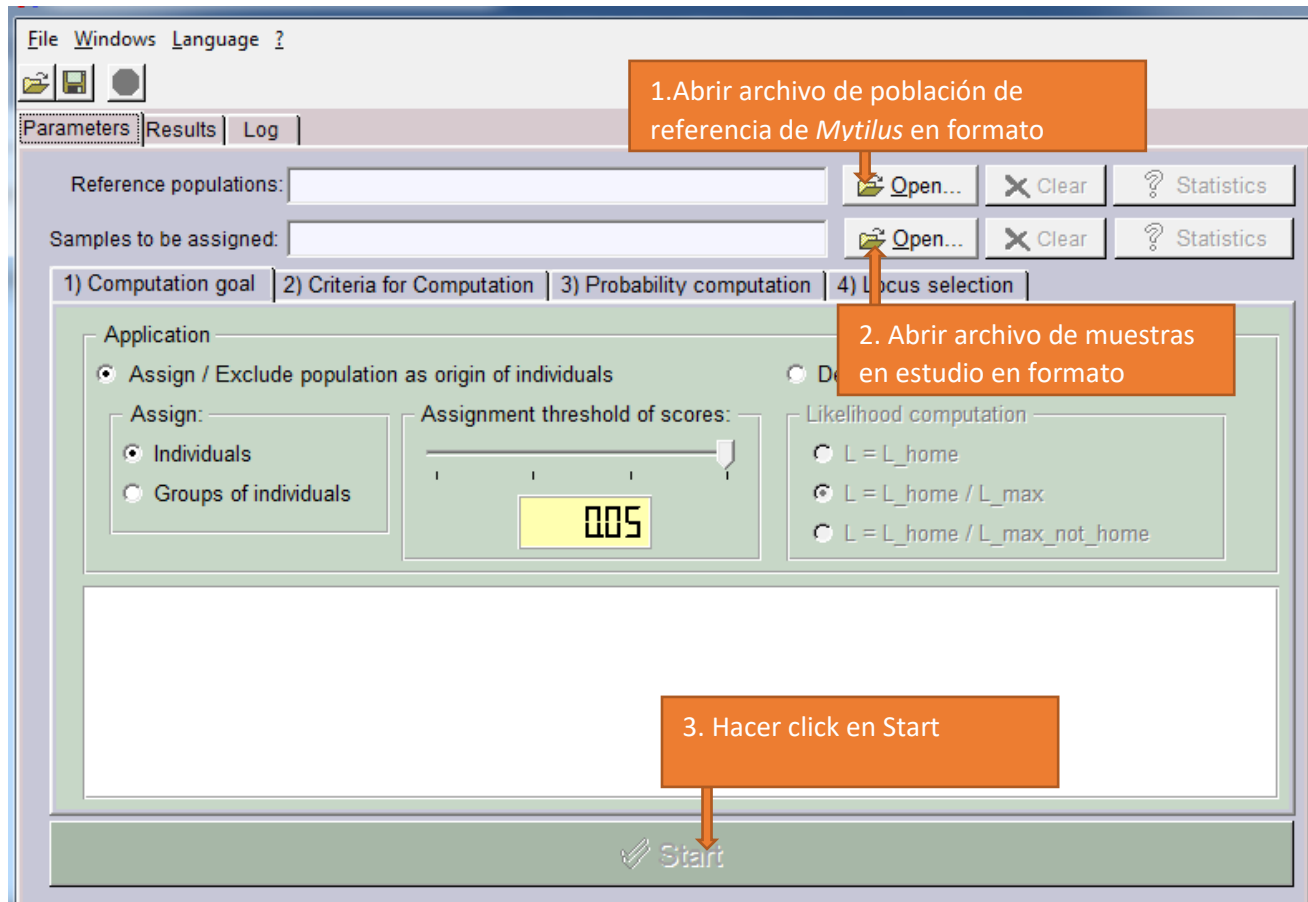 File Windows Language ?
1.Abrir archivo de población de
referencia de Mytilus en formato
Parameters Results Log
Reference populations: Open... Clear ? Statistics
Samples to be assigned: Open... Clear ? Statistics
1) Computation goal 2) Criteria for Computation 3) Probability computation 4) Locus selection
2. Abrir archivo de muestras
en estudio en formato
Application
Assign / Exclude population as origin of individuals
Assign:
Individuals
Groups of individuals
Assignment threshold of scores:
0.05
Likelihood computation
L = L_home
L = L_home / L_max
L = L_home / L_max_not_home
3. Hacer click en Start
Start